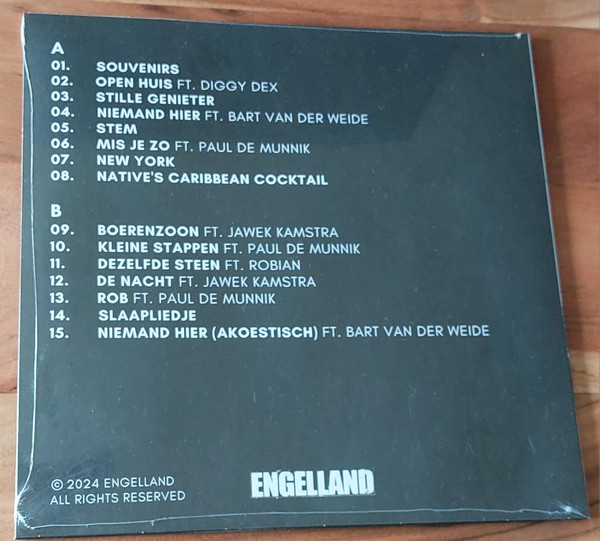 A
01. SOUVENIRS
02. OPEN HUIS FT. DIGGY DEX
03. STILLE GENIETER
04. NIEMAND HIER FT. BART VAN DER WEIDE
05. STEM
06. MIS JE ZO FT. PAUL DE MUNNIK
07. NEW YORK
08. NATIVE'S CARIBBEAN COCKTAIL
B
09. BOERENZOON FT. JAWEK KAMSTRA
10. KLEINE STAPPEN FT. PAUL DE MUNNIK
11. DEZELFDE STEEN FT. ROBIAN
12. DE NACHT FT. JAWEK KAMSTRA
13. ROB FT. PAUL DE MUNNIK
14. SLAAPLIEDJE
15. NIEMAND HIER (AKOESTISCH) FT. BART VAN DER WEIDE
© 2024 ENGELLAND
ALL RIGHTS RESERVED
ENGELLAND